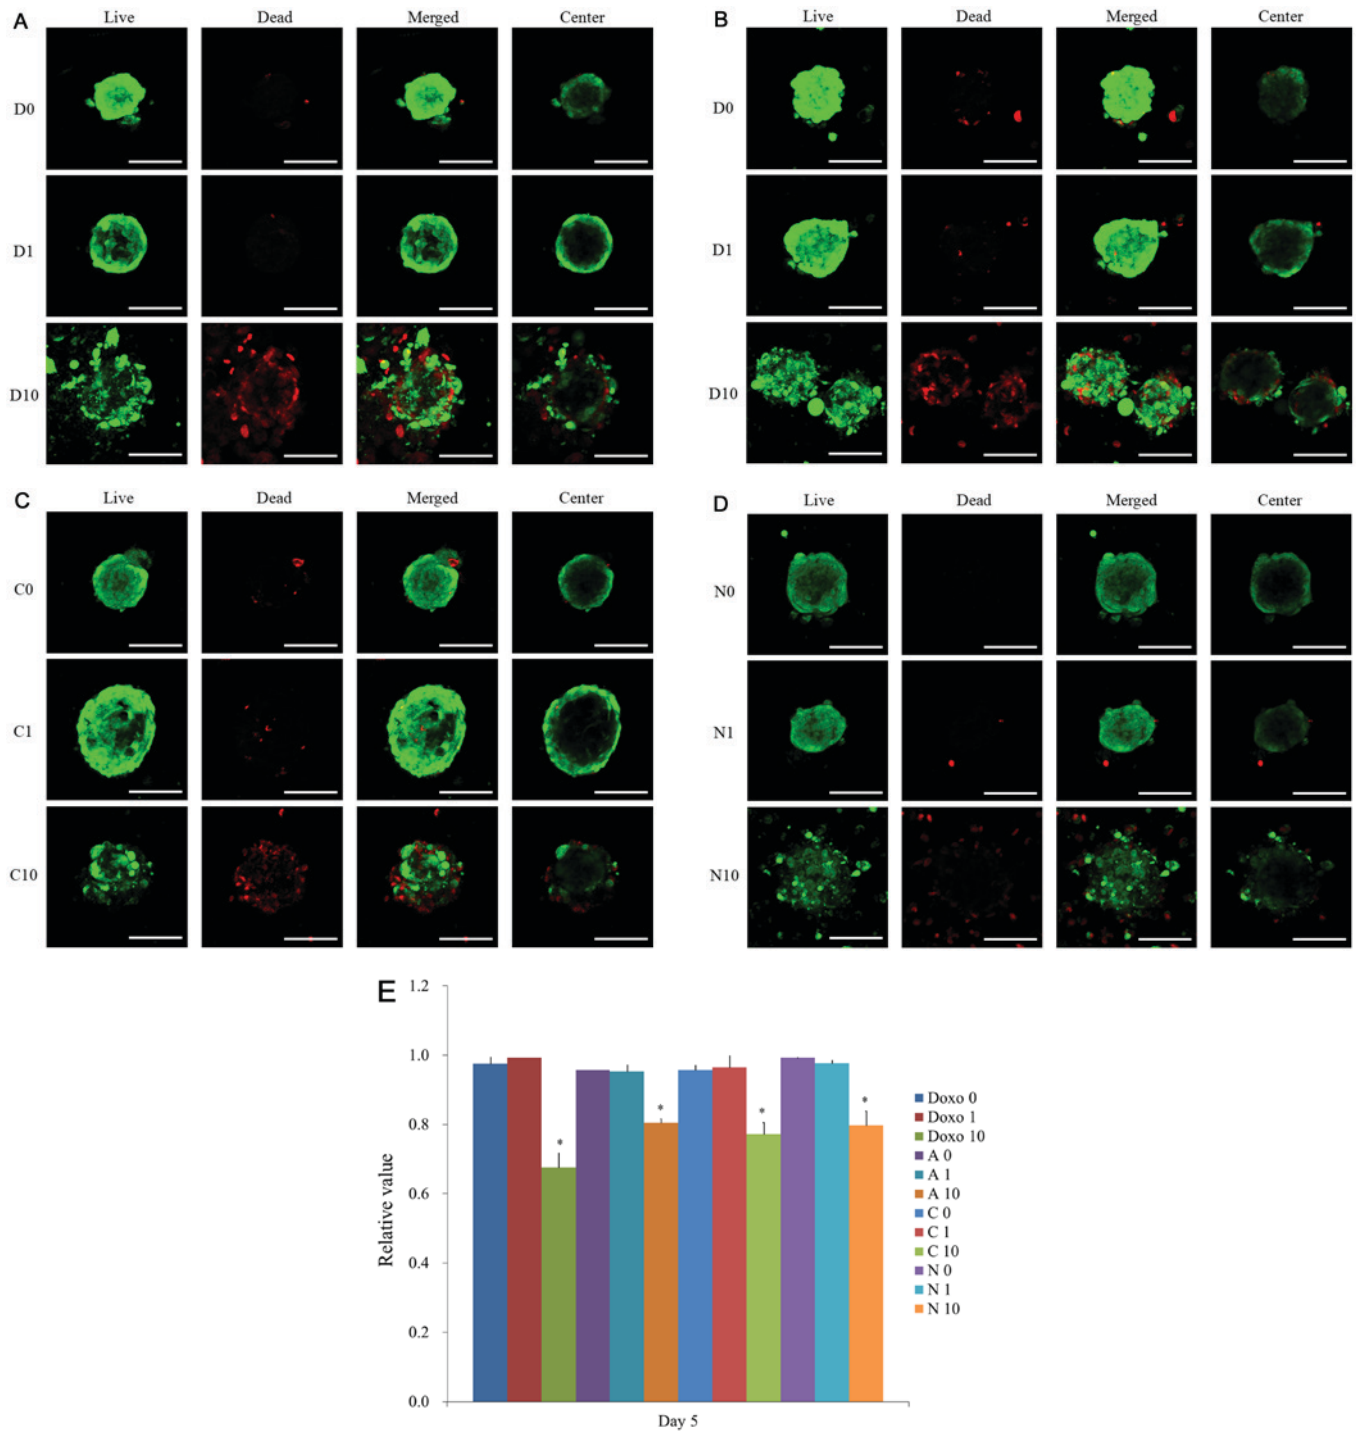 A
Live Dead Merged Center
D0
D1
D10
B
Live Dead Merged Center
D0
D1
D10
C
Live Dead Merged Center
C0
C1
C10
D
Live Dead Merged Center
N0
N1
N10
E
1.2
1.0
0.8
0.6
0.4
0.2
0.0
Relative value
* * * *
Day 5
Doxo 0
Doxo 1
Doxo 10
A 0
A 1
A 10
C 0
C 1
C 10
N 0
N 1
N 10